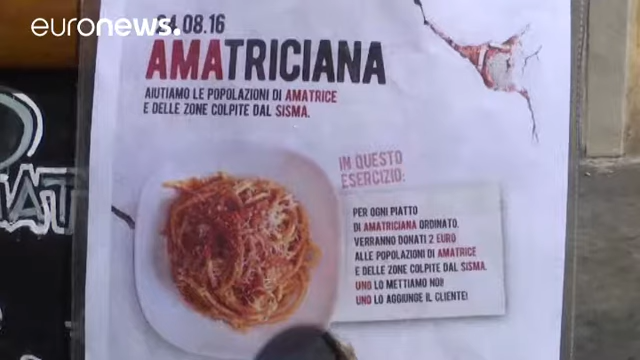 euronews.
24.08.16
AMATRICIANA
AIUTIAMO LE POPOLAZIONI DI AMATRICE
E DELLE ZONE COLPITE DAL SISMA.
IN QUESTO
ESERCIZIO:
PER OGNI PIATTO
DI AMATRICIANA ORDINATO,
VERRANNO DONATI 2 EURO
ALLE POPOLAZIONI DI AMATRICE
E DELLE ZONE COLPITE DAL SISMA.
UNO LO METTIAMO NOI!
UNO LO AGGIUNGE IL CLIENTE!